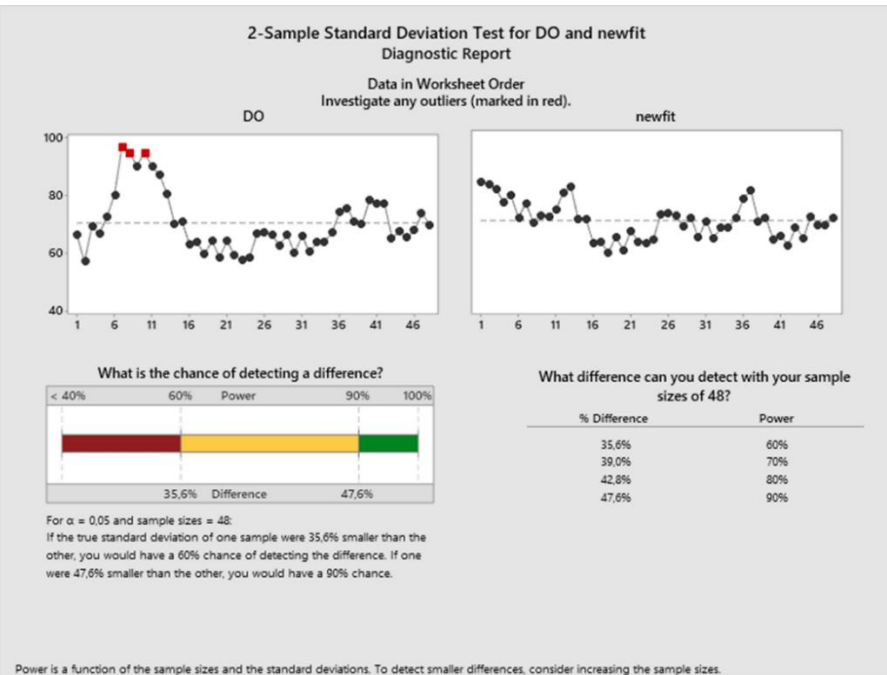 2-Sample Standard Deviation Test for DO and newfit
Diagnostic Report
Data in Worksheet Order
Investigate any outliers (marked in red).
DO
newfit
100
80
60
40
1 6 11 16 21 26 31 36 41 46
1 6 11 16 21 26 31 36 41 46
What is the chance of detecting a difference?
< 40% 60% Power 90% 100%
35,6% Difference 47,6%
For α = 0,05 and sample sizes = 48:
If the true standard deviation of one sample were 35,6% smaller than the
other, you would have a 60% chance of detecting the difference. If one
were 47,6% smaller than the other, you would have a 90% chance.
What difference can you detect with your sample
sizes of 48?
% Difference Power
35,6% 60%
39,0% 70%
42,8% 80%
47,6% 90%
Power is a function of the sample sizes and the standard deviations. To detect smaller differences, consider increasing the sample sizes.